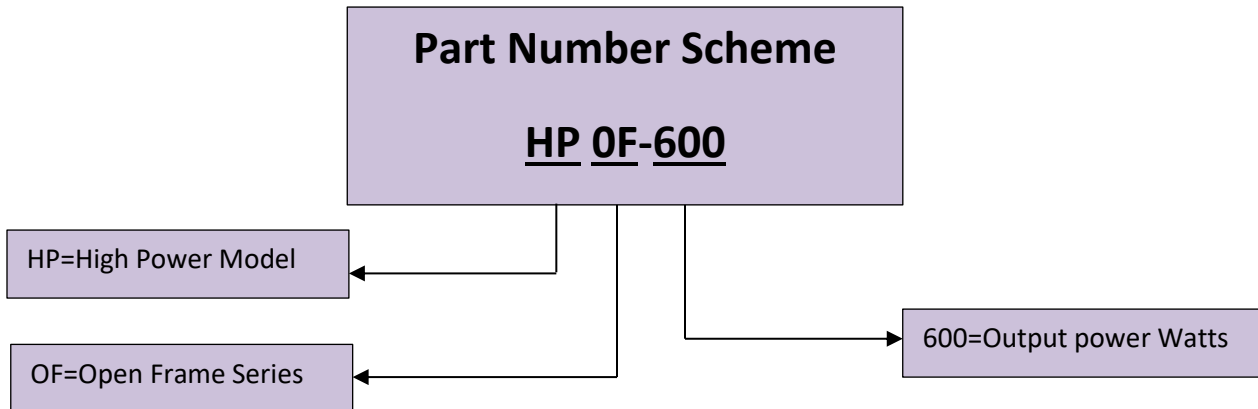 Part Number Scheme
HP 0F-600
HP=High Power Model
OF=Open Frame Series
600=Output power Watts